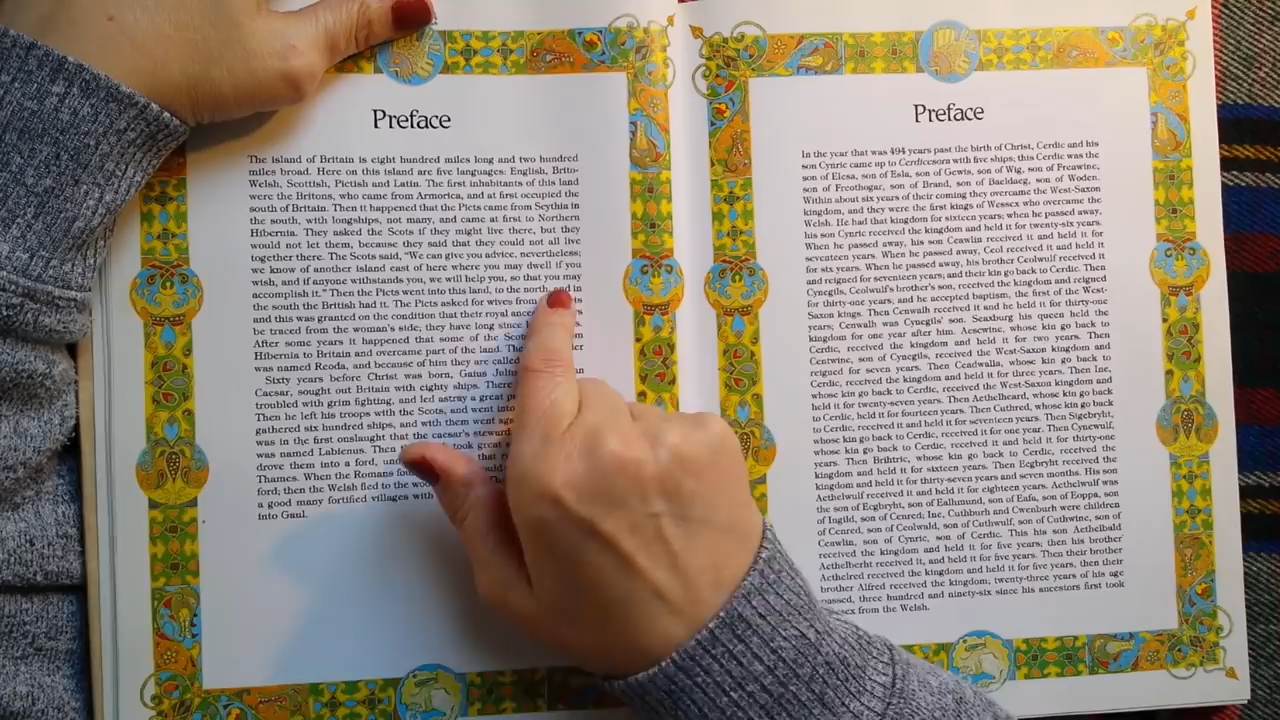 Preface
The island of Britain is eight hundred miles long and two hundred
miles broad. Here on this island are five languages: English, Brito-
Welsh, Scottish, Pictish and Latin. The first inhabitants of this land
were the Britons, who came from Armorica, and at first occupied the
south of Britain. Then it happened that the Picts came from Scythia in
the south, with longships, not many, and came at first to Northern
Hibernia. They asked the Scots if they might live there, but they
would not let them, because they said that they could not all live
together there. The Scots said, "We can give you advice, nevertheless;
we know of another island east of here where you may dwell if you
wish, and if anyone withstands you, we will help you, so that you may
accomplish it." Then the Picts went into this land, to the north, and in
the south the British had it. The Picts asked for wives from
and this was granted on the condition that their royal
be traced from the woman's side; they have long since
After some years it happened that some of the
Hibernia to Britain and overcame part of the land.
was named Reoda, and because of him they are called
Sixty years before Christ was born, Gaius
Caesar, sought out Britain with eighty ships. There
troubled with grim fighting, and led astray a great
Then he left his troops with the Scots, and went into
gathered six hundred ships, and with them went
was in the first onslaught that the caesar's
was named Labienus. Then took great
drove them into a ford, that
Thames. When the Romans
ford; then the Welsh fled to the
a good many fortified villages with
into Gaul.
Preface
In the year that was 494 years past the birth of Christ, Cerdic and his
son Cynric came up to Cerdiccsora with five ships; this Cerdic was the
son of Elesa, son of Esla, son of Gewis, son of Wig, son of Freawine,
son of Freothogar, son of Brand, son of Baeldaeg, son of Woden.
Within about six years of their coming they overcame the West-Saxon
kingdom, and they were the first kings of Wessex who overcame the
Welsh. He had that kingdom for sixteen years; when he passed away,
his son Cynric received the kingdom and held it for twenty-six years.
When he passed away, his son Ceawlin received it and held it for
for six years. When he passed away, Ceol received it and held it
and reigned for seventeen years; and their kin go back to Cerdic. Then
Cynegils, Ceolwulf's brother's son, received the kingdom and reigned
for thirty-one years, and he accepted baptism, the first of the West-
Saxon kings. Then Cenwalh received it and he held it for thirty-one
years; Cenwalh was Cynegils' son. Seaxburg his queen held the
kingdom for one year after him. Aescwine, whose kin go back to
Cerdic, received the kingdom and held it for two years. Then
Centwine, son of Cynegils, received the West-Saxon kingdom and
reigned for seven years. Then Ceadwalla, whose kin go back to
Cerdic, received the kingdom and held it for three years. Then Ine,
whose kin go back to Cerdic, received the West-Saxon kingdom and
held it for twenty-seven years. Then Aethelheard, whose kin go back
to Cerdic, held it for fourteen years. Then Cuthred, whose kin go back
to Cerdic, received it and held it for seventeen years. Then Sigebryht,
whose kin go back to Cerdic, received it for one year. Then Cynewulf,
whose kin go back to Cerdic, received it and held it for thirty-one
years. Then Brihtric, whose kin go back to Cerdic, received the
kingdom and held it for sixteen years. Then Ecgbryht received the
kingdom and held it for thirty-seven years and seven months. His son
Aethelwulf received it and held it for eighteen years. Aethelwulf was
the son of Ecgbryht, son of Ealhmund, son of Eafa, son of Eoppa, son
of Ingild, son of Cenred; Ine, Cuthburh and Cwenburh were children
of Cenred, son of Ceolwald, son of Cuthwulf, son of Cuthwine, son of
Ceawlin, son of Cynric, son of Cerdic. This his son Aethelbald
received the kingdom and held it for five years; then his brother
Aethelberht received it, and held it for five years. Then their brother
Aethelred received the kingdom and held it for five years, then their
brother Alfred received the kingdom; twenty-three years of his age
passed, three hundred and ninety-six since his ancestors first took
from the Welsh.